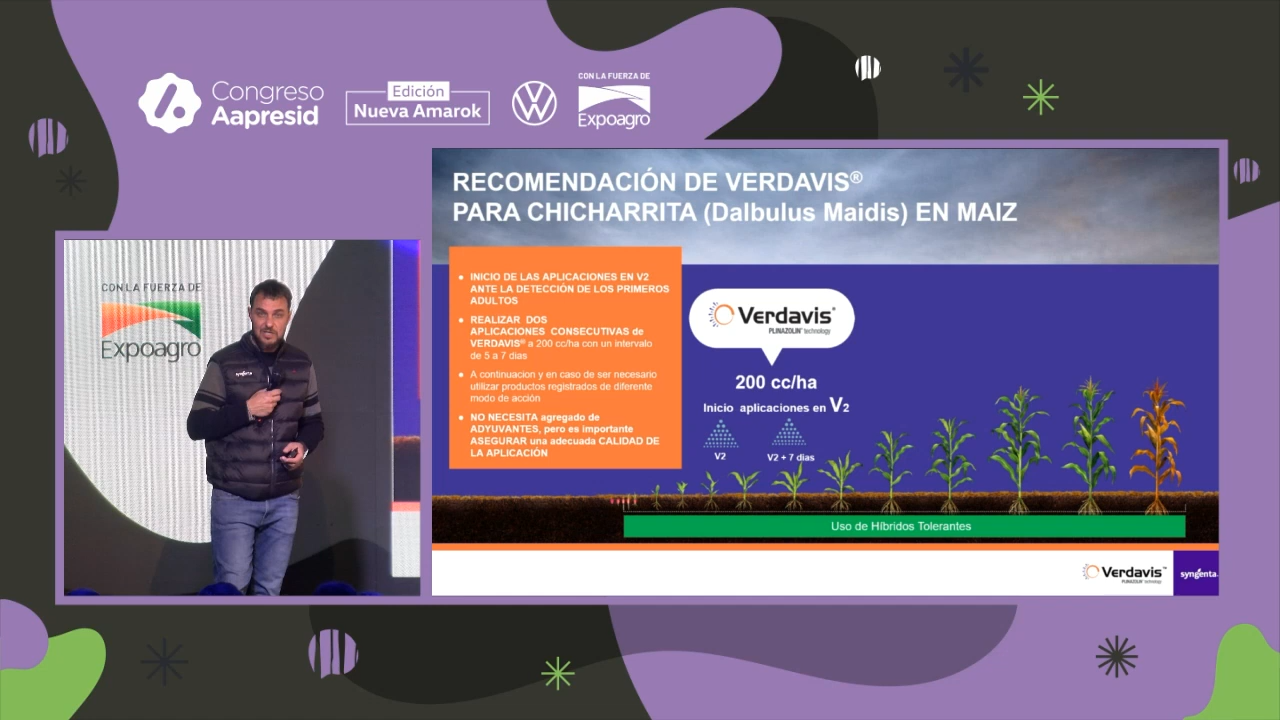 Congreso
Aapresid
Edición
Nueva Amarok
CON LA FUERZA DE
Expoagro
CON LA FUERZA DE
Expoagro
syngenta
RECOMENDACIÓN DE VERDAVIS®
PARA CHICHARRITA (Dalbulus Maidis) EN MAIZ
• INICIO DE LAS APLICACIONES EN V2
ANTE LA DETECCIÓN DE LOS PRIMEROS
ADULTOS
• REALIZAR DOS
APLICACIONES CONSECUTIVAS de
VERDAVIS® a 200 cc/ha con un intervalo
de 5 a 7 dias
• A continuacion y en caso de ser necesario
utilizar productos registrados de diferente
modo de acción
• NO NECESITA agregado de
ADYUVANTES, pero es importante
ASEGURAR una adecuada CALIDAD DE
LA APLICACIÓN
Verdavis®
PLINAZOLIN® technology
200 cc/ha
Inicio aplicaciones en V2
V2
V2 + 7 dias
Uso de Híbridos Tolerantes
Verdavis™
PLINAZOLIN® technology
syngenta